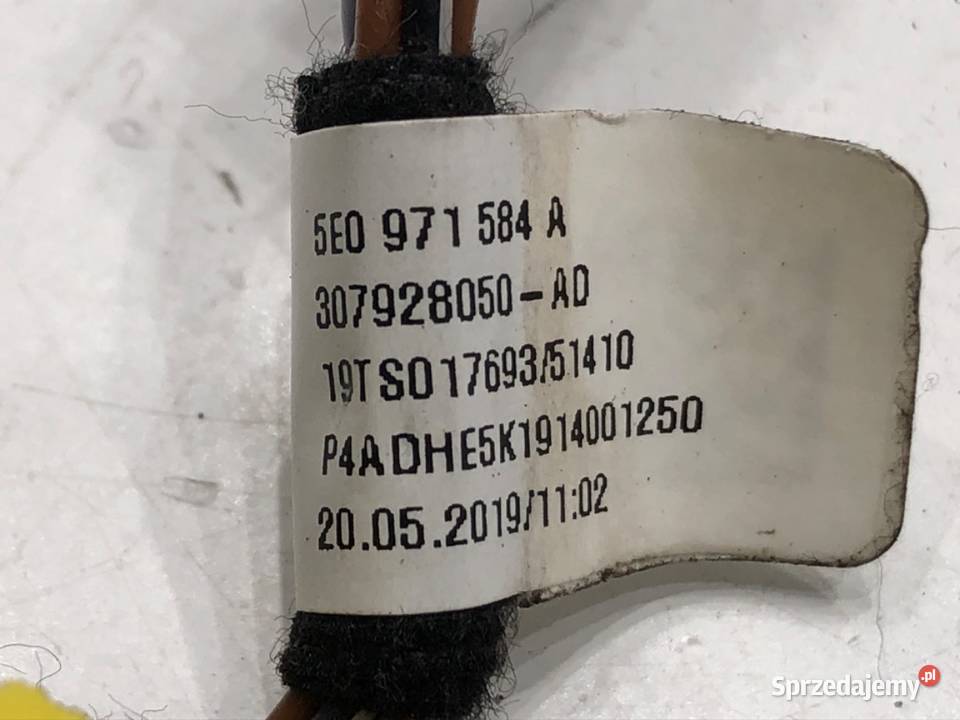 5E0 971 584 A
307928050-AD
19TS017693/51410
P4ADHE5K1914001250
20.05.2019/11:02
Sprzedajemy.pl